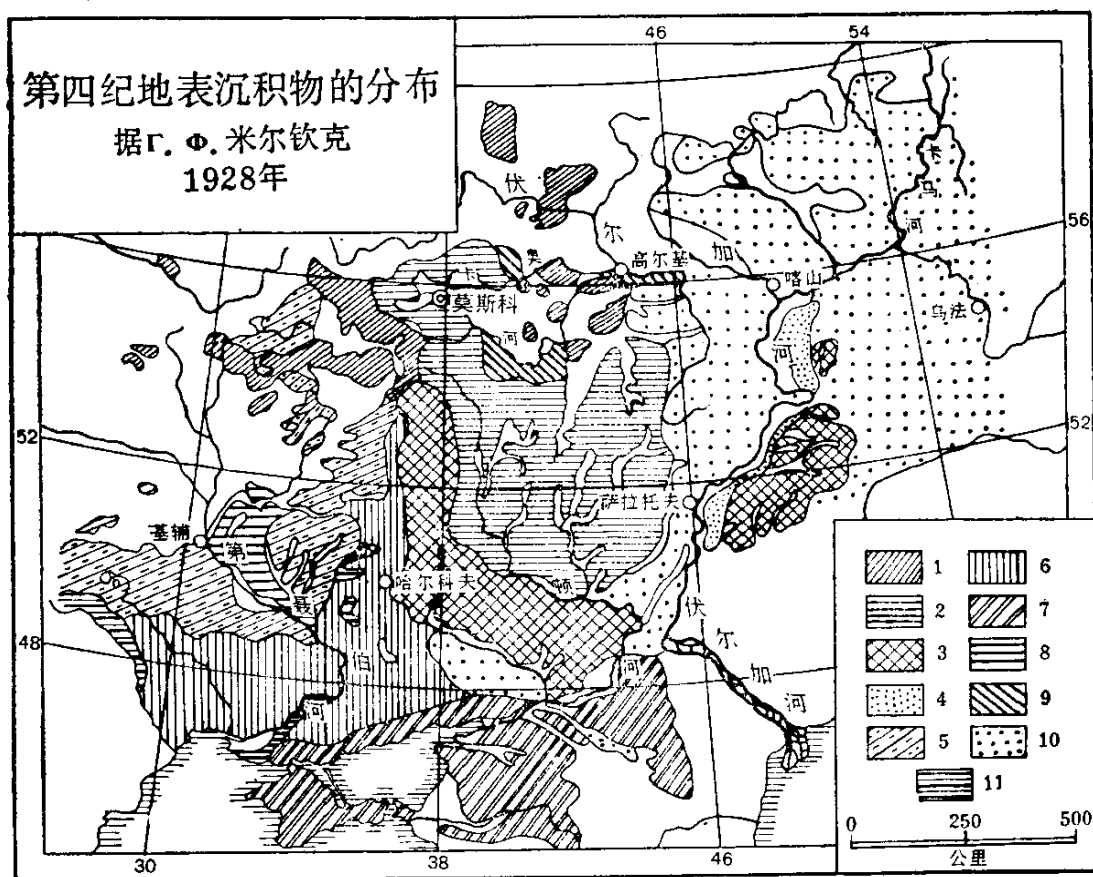 第四纪地表沉积物的分布
据Г. Ф. 米尔钦克
1928年
46
54
伏
尔
加
河
卡
马
河
56
奥
卡
河
高尔基
喀山
乌法
莫斯科
52
52
萨拉托夫
基辅
第
聂
伯
河
哈尔科夫
顿
河
伏
尔
加
河
48
30
38
46
1
2
3
4
5
6
7
8
9
10
11
0
250
500
公里